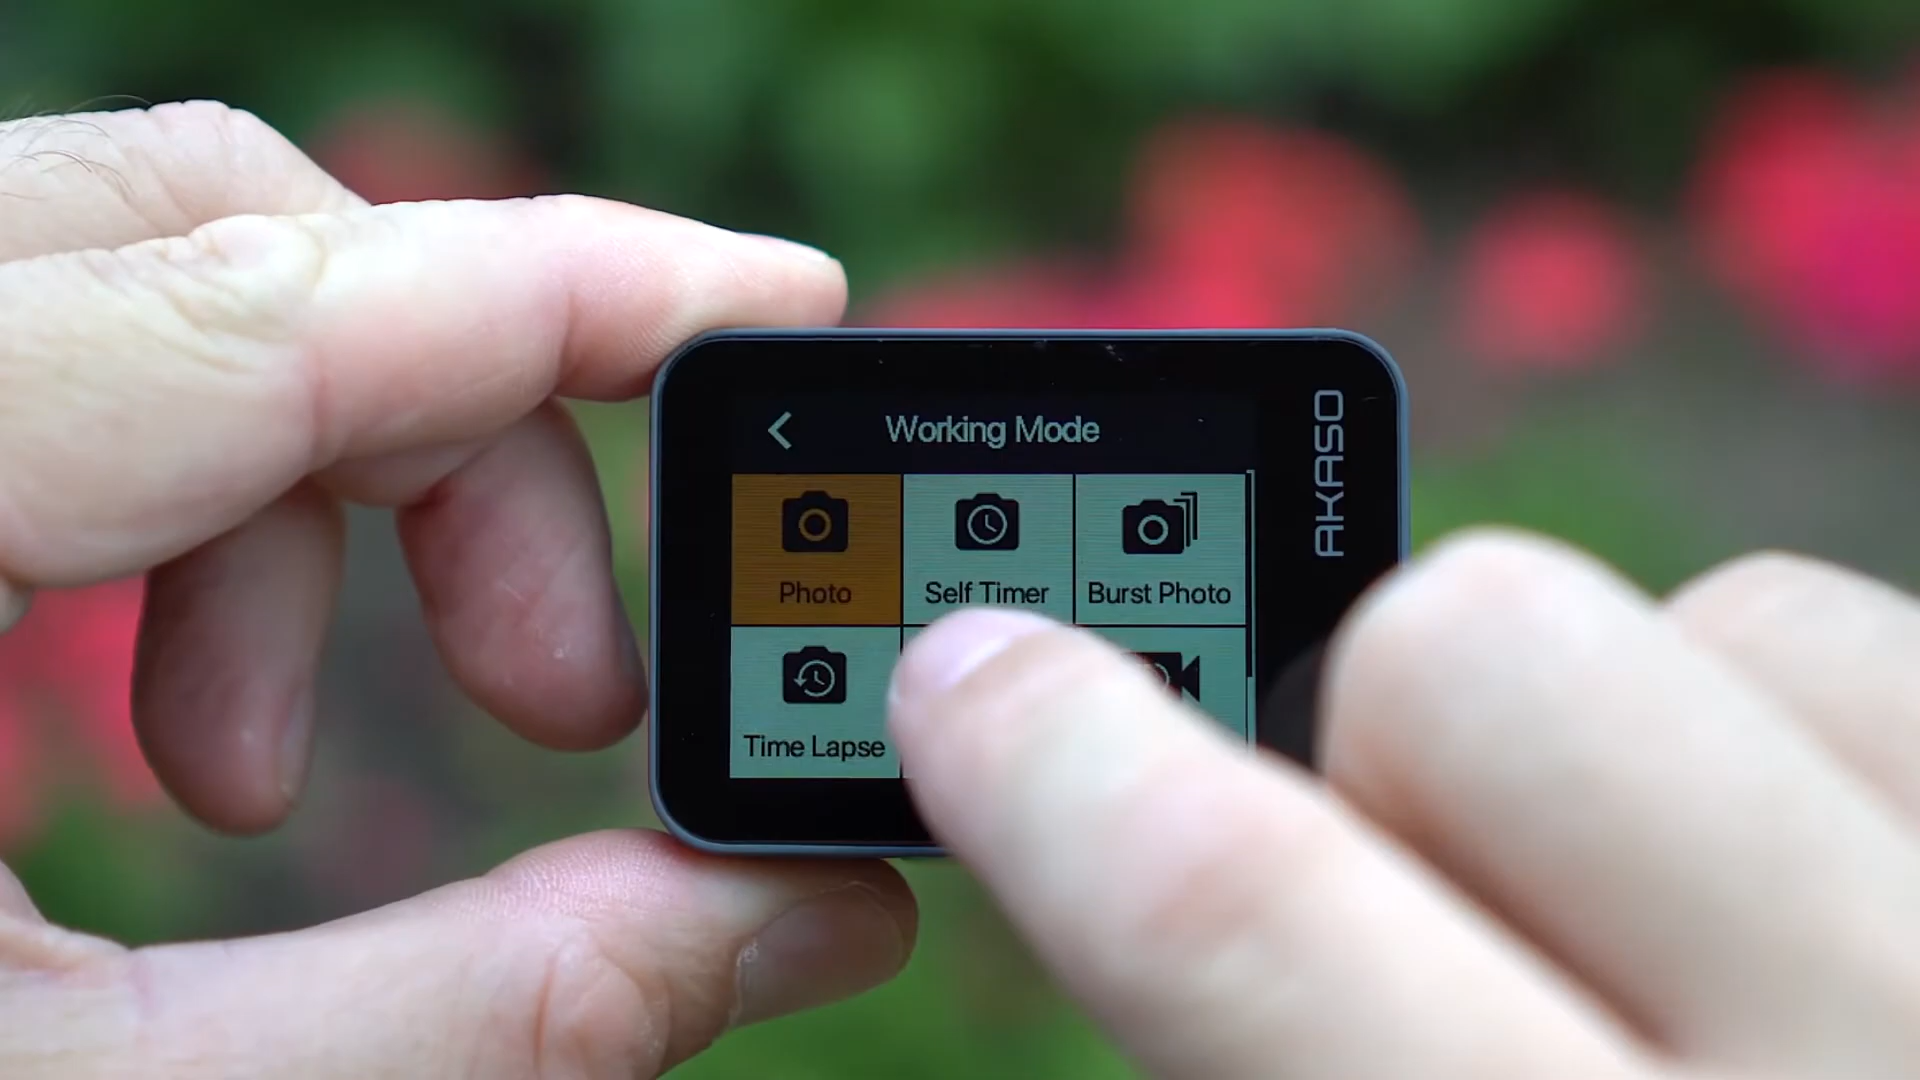 Working Mode
AKASO
Photo
Self Timer
Burst Photo
Time Lapse